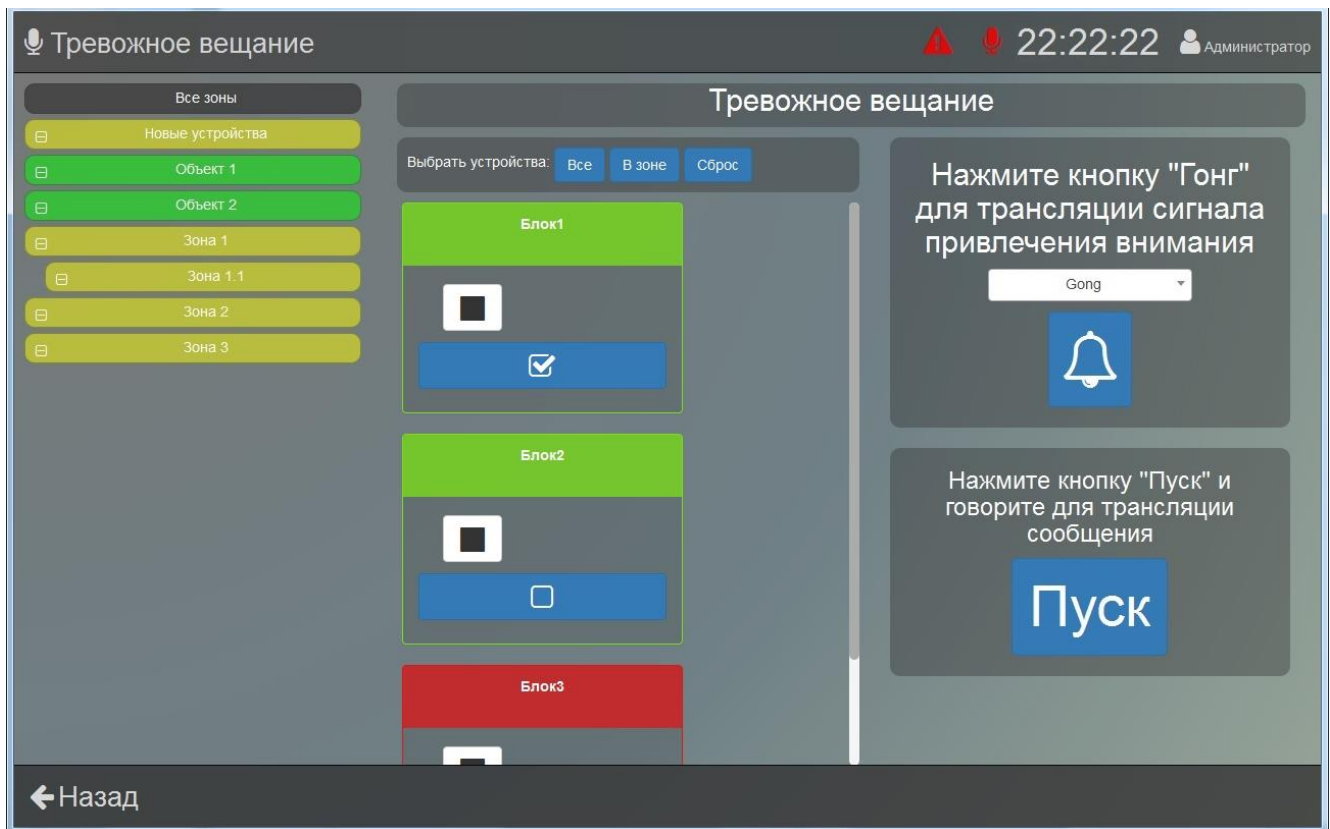 Тревожное вещание
22:22:22 Администратор
Все зоны
Новые устройства
Объект 1
Объект 2
Зона 1
Зона 1.1
Зона 2
Зона 3
Тревожное вещание
Выбрать устройства: Все В зоне Сброс
Блок1
Блок2
Блок3
Нажмите кнопку "Гонг"
для трансляции сигнала
привлечения внимания
Gong
Нажмите кнопку "Пуск" и
говорите для трансляции
сообщения
Пуск
Назад